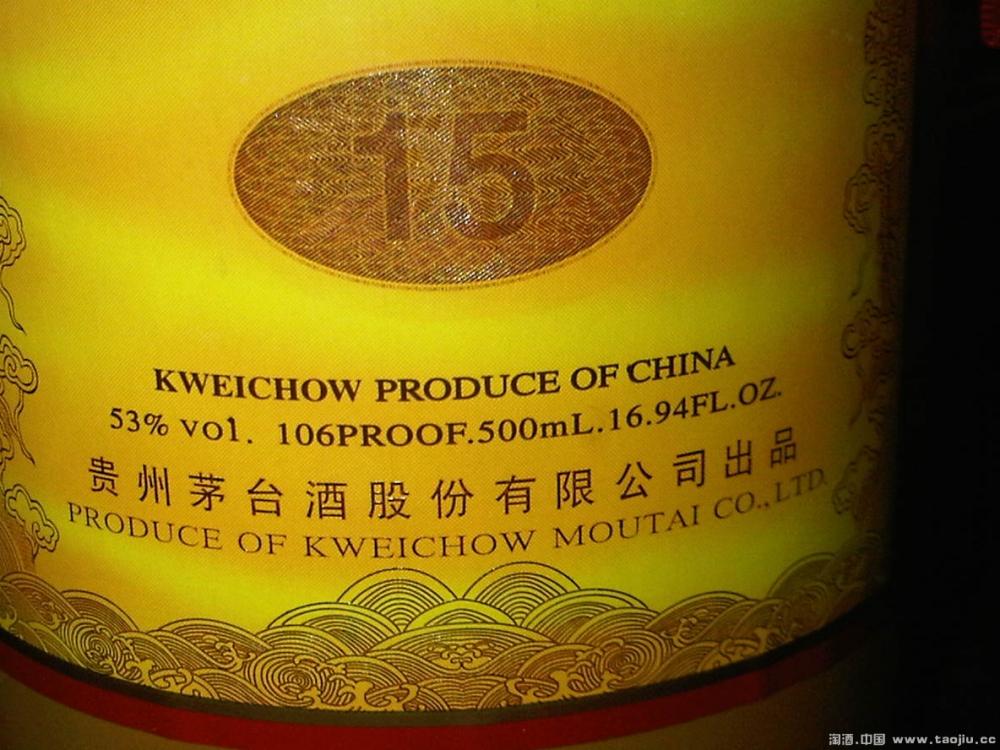 15
KWEICHOW PRODUCE OF CHINA
53% vol. 106PROOF.500mL.16.94FL.OZ.
贵州茅台酒股份有限公司出品
PRODUCE OF KWEICHOW MOUTAI CO.,LTD.
淘酒.中国 www.taojiu.cc